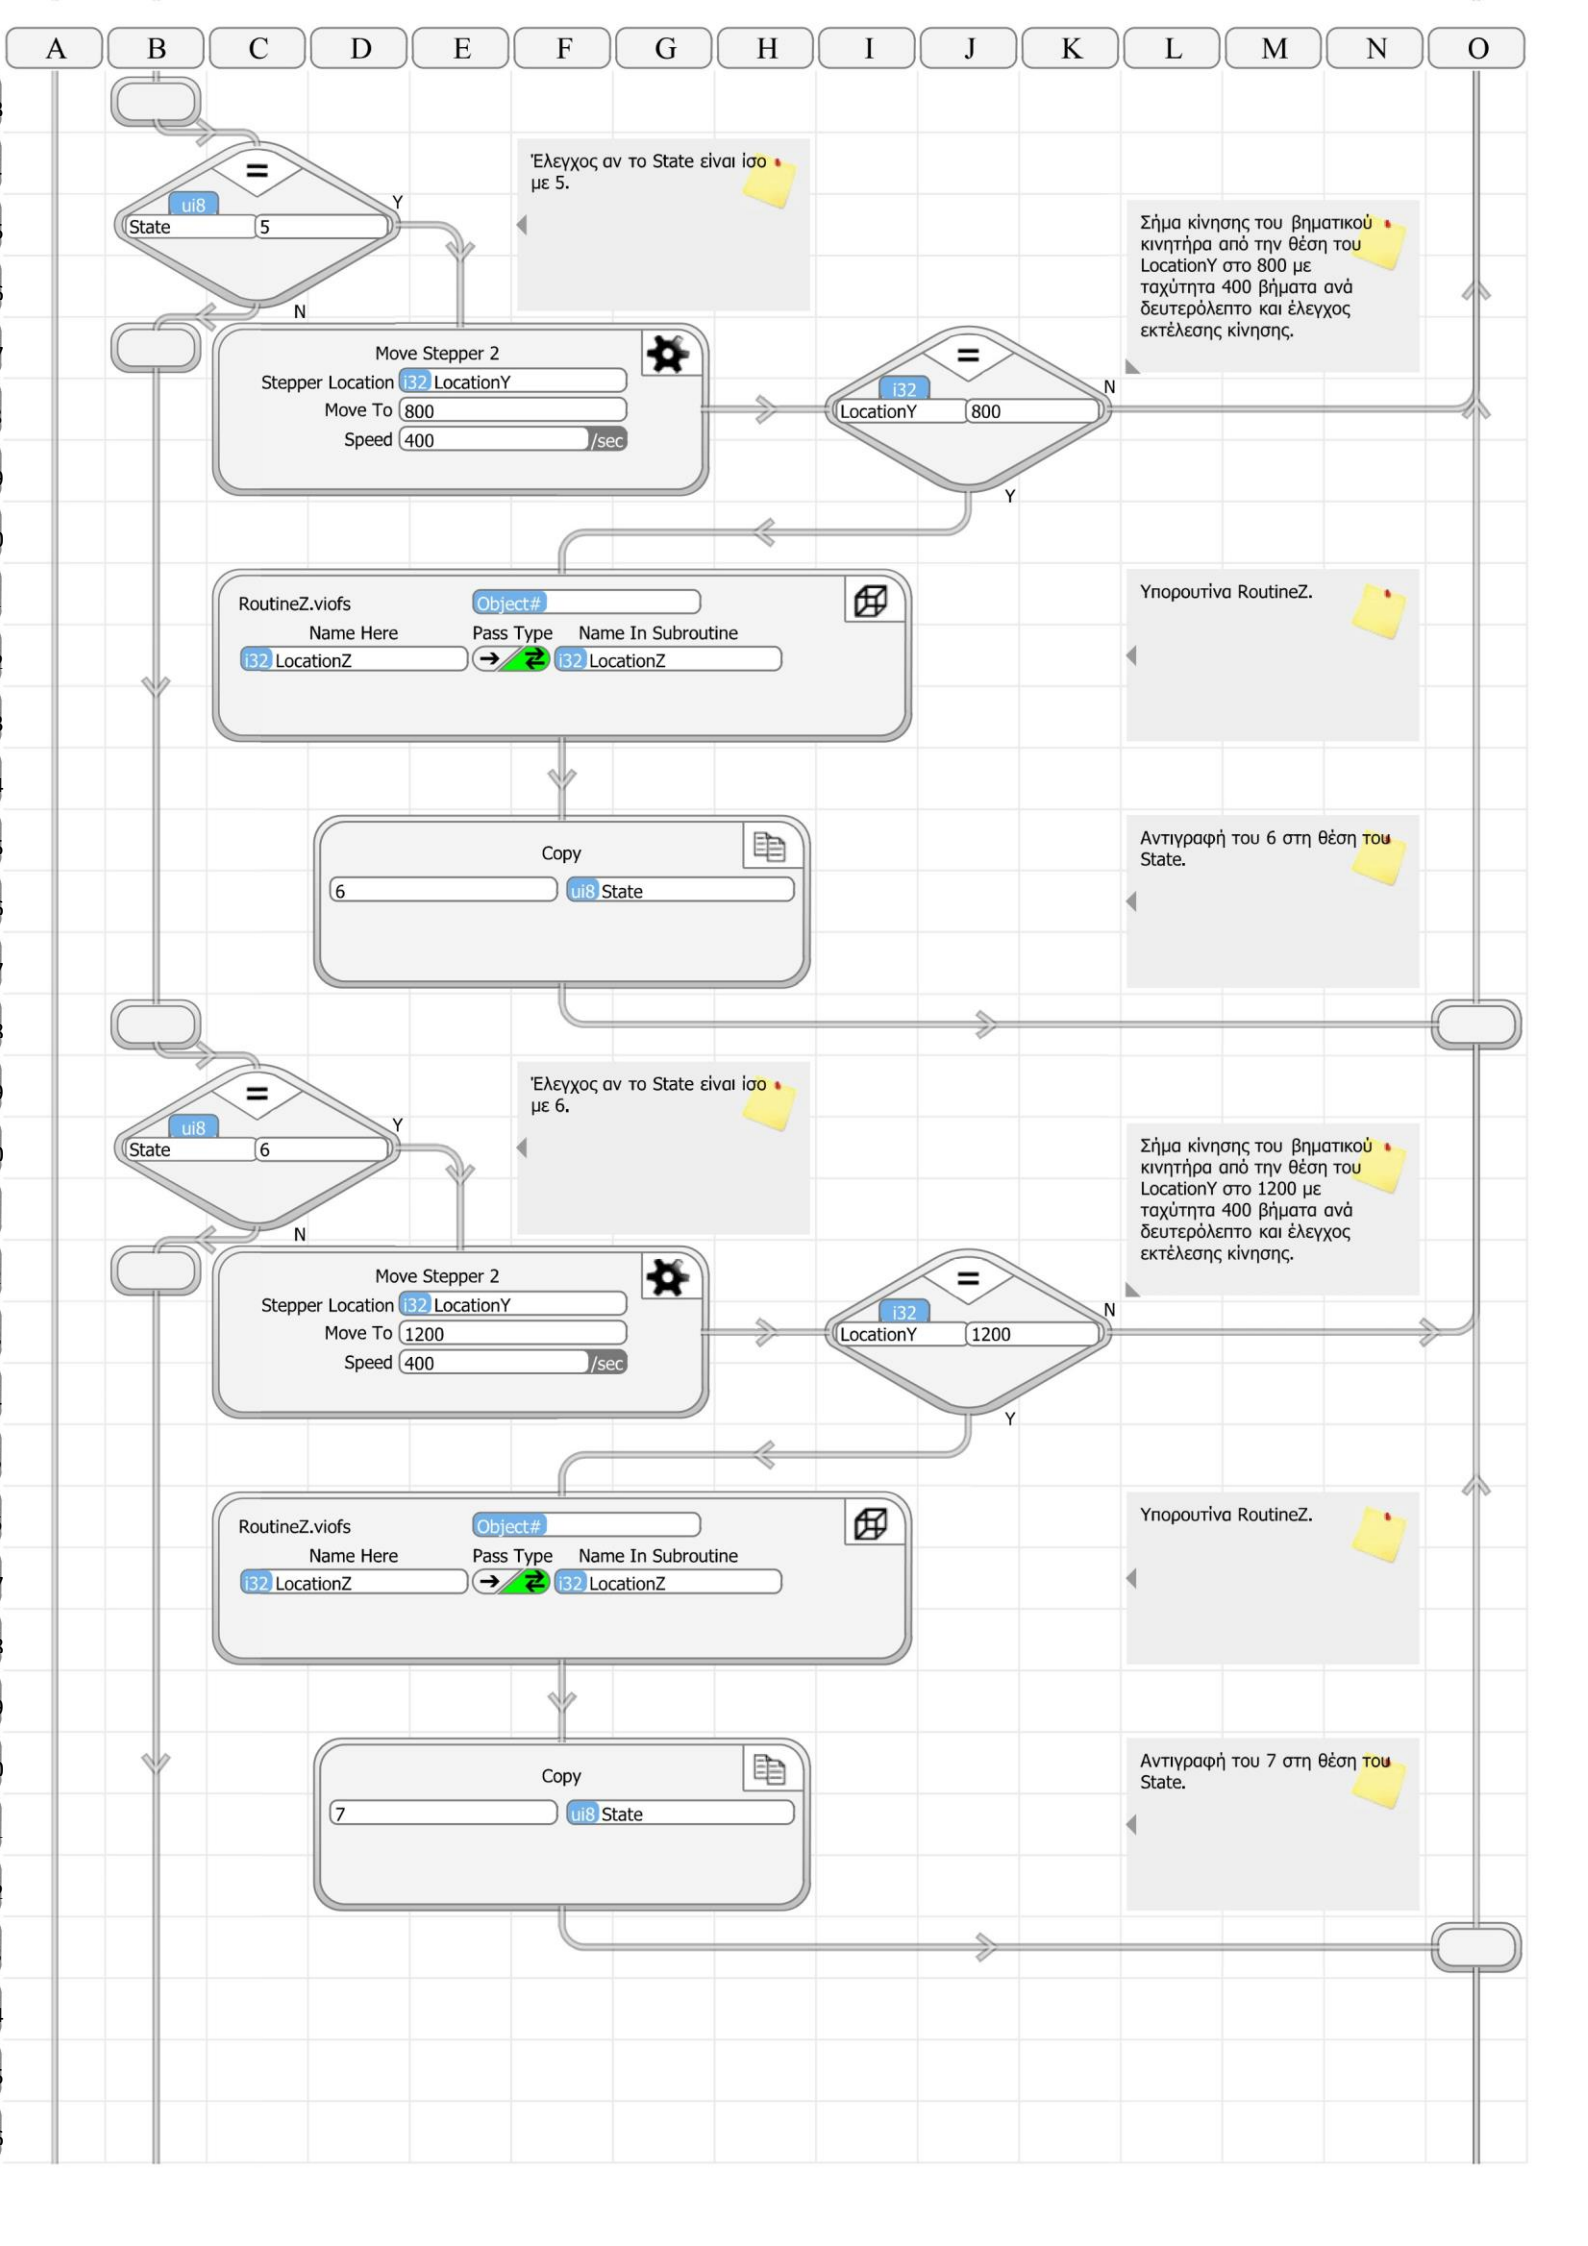 A B C D E F G H I J K L M N O
=
ui8
State 5
Y
N
Έλεγχος αν το State είναι ίσο
με 5.
Σήμα κίνησης του βηματικού
κινητήρα από την θέση του
LocationY στο 800 με
ταχύτητα 400 βήματα ανά
δευτερόλεπτο και έλεγχος
εκτέλεσης κίνησης.
Move Stepper 2
Stepper Location i32 LocationY
Move To 800
Speed 400 /sec
=
i32
LocationY 800
N
Y
RoutineZ.viofs Object#
Name Here Pass Type Name In Subroutine
i32 LocationZ i32 LocationZ
Υπορουτίνα RoutineZ.
Copy
6 ui8 State
Αντιγραφή του 6 στη θέση του
State.
=
ui8
State 6
Y
N
Έλεγχος αν το State είναι ίσο
με 6.
Σήμα κίνησης του βηματικού
κινητήρα από την θέση του
LocationY στο 1200 με
ταχύτητα 400 βήματα ανά
δευτερόλεπτο και έλεγχος
εκτέλεσης κίνησης.
Move Stepper 2
Stepper Location i32 LocationY
Move To 1200
Speed 400 /sec
=
i32
LocationY 1200
N
Y
RoutineZ.viofs Object#
Name Here Pass Type Name In Subroutine
i32 LocationZ i32 LocationZ
Υπορουτίνα RoutineZ.
Copy
7 ui8 State
Αντιγραφή του 7 στη θέση του
State.